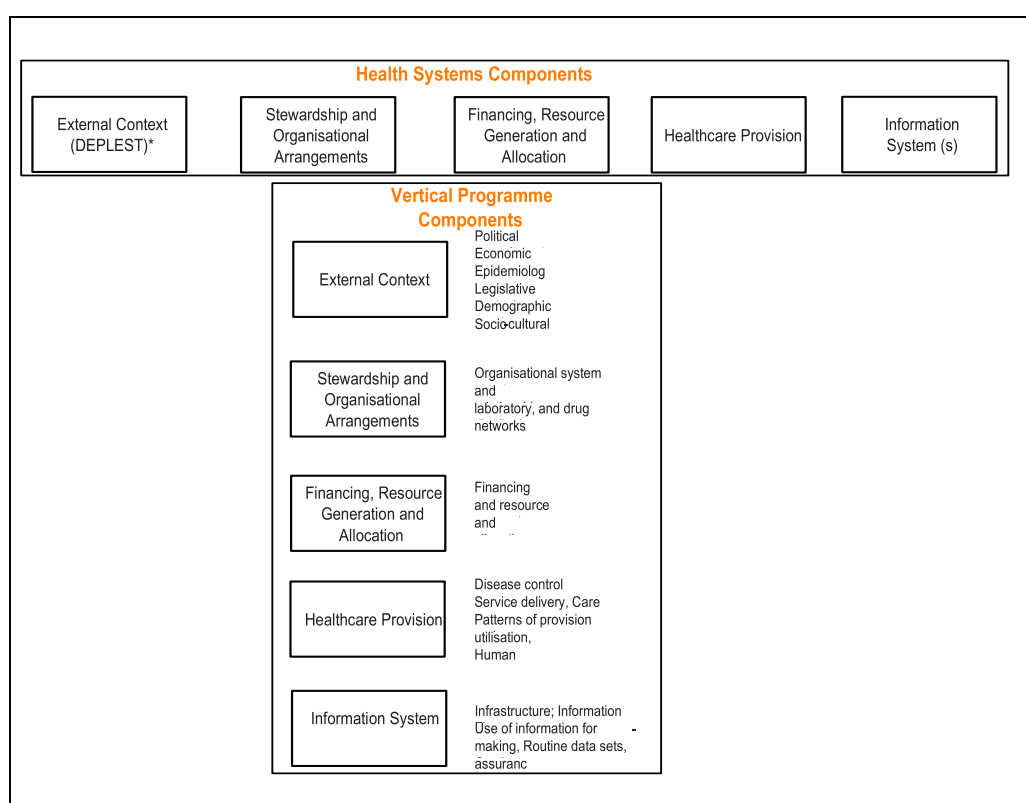 Health Systems Components
External Context
(DEPLEST)*
Stewardship and
Organisational
Arrangements
Financing, Resource
Generation and
Allocation
Healthcare Provision
Information
System (s)
Vertical Programme
Components
External Context
Political
Economic
Epidemiolog
Legislative
Demographic
Socio-cultural
Stewardship and
Organisational
Arrangements
Organisational system
and
laboratory, and drug
networks
Financing, Resource
Generation and
Allocation
Financing
and resource
and
Healthcare Provision
Disease control
Service delivery, Care
Patterns of provision
utilisation,
Human
Information System
Infrastructure; Information
Use of information for -
making, Routine data sets,
assuranc